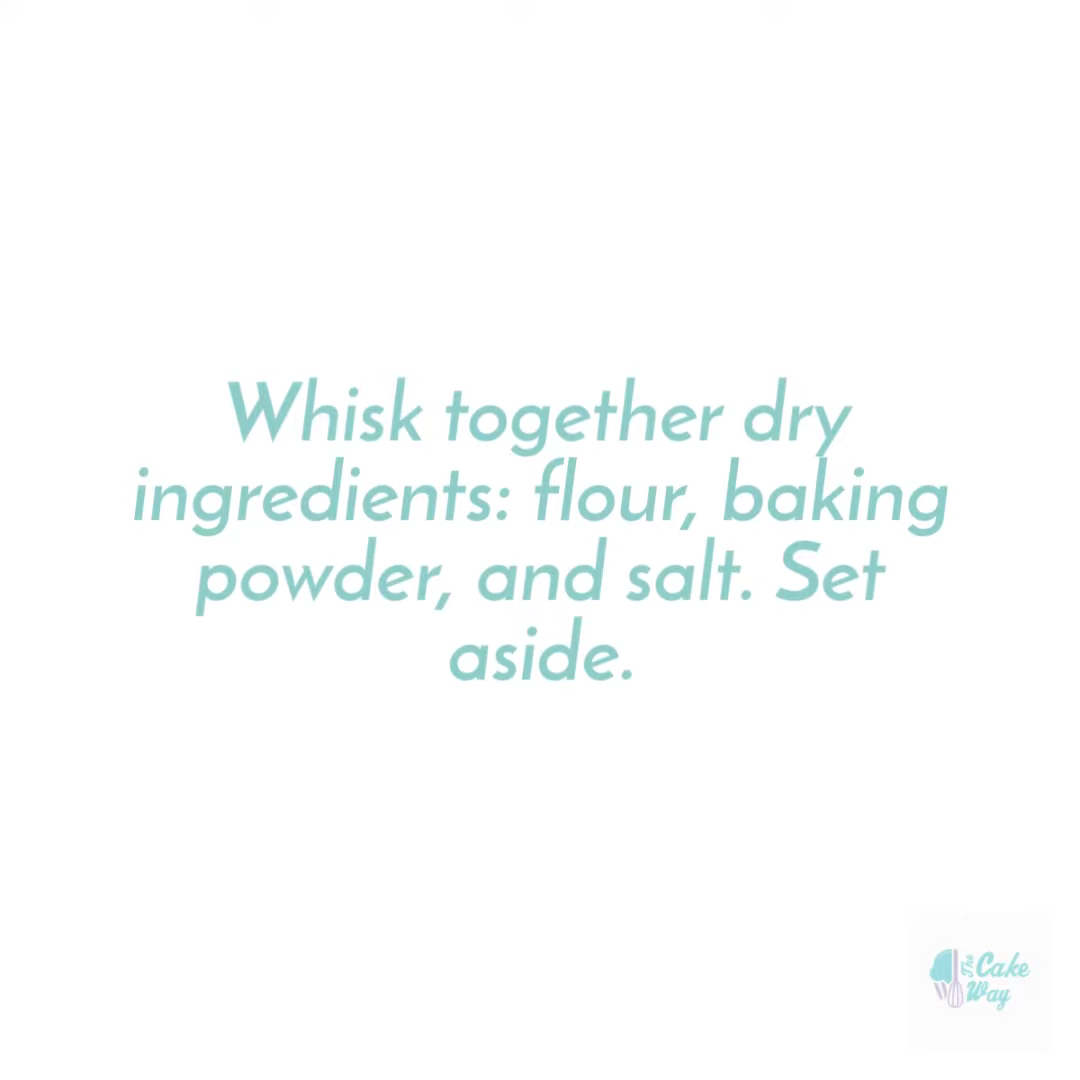 Whisk together dry
ingredients: flour, baking
powder, and salt. Set
aside.
The Cake
Way